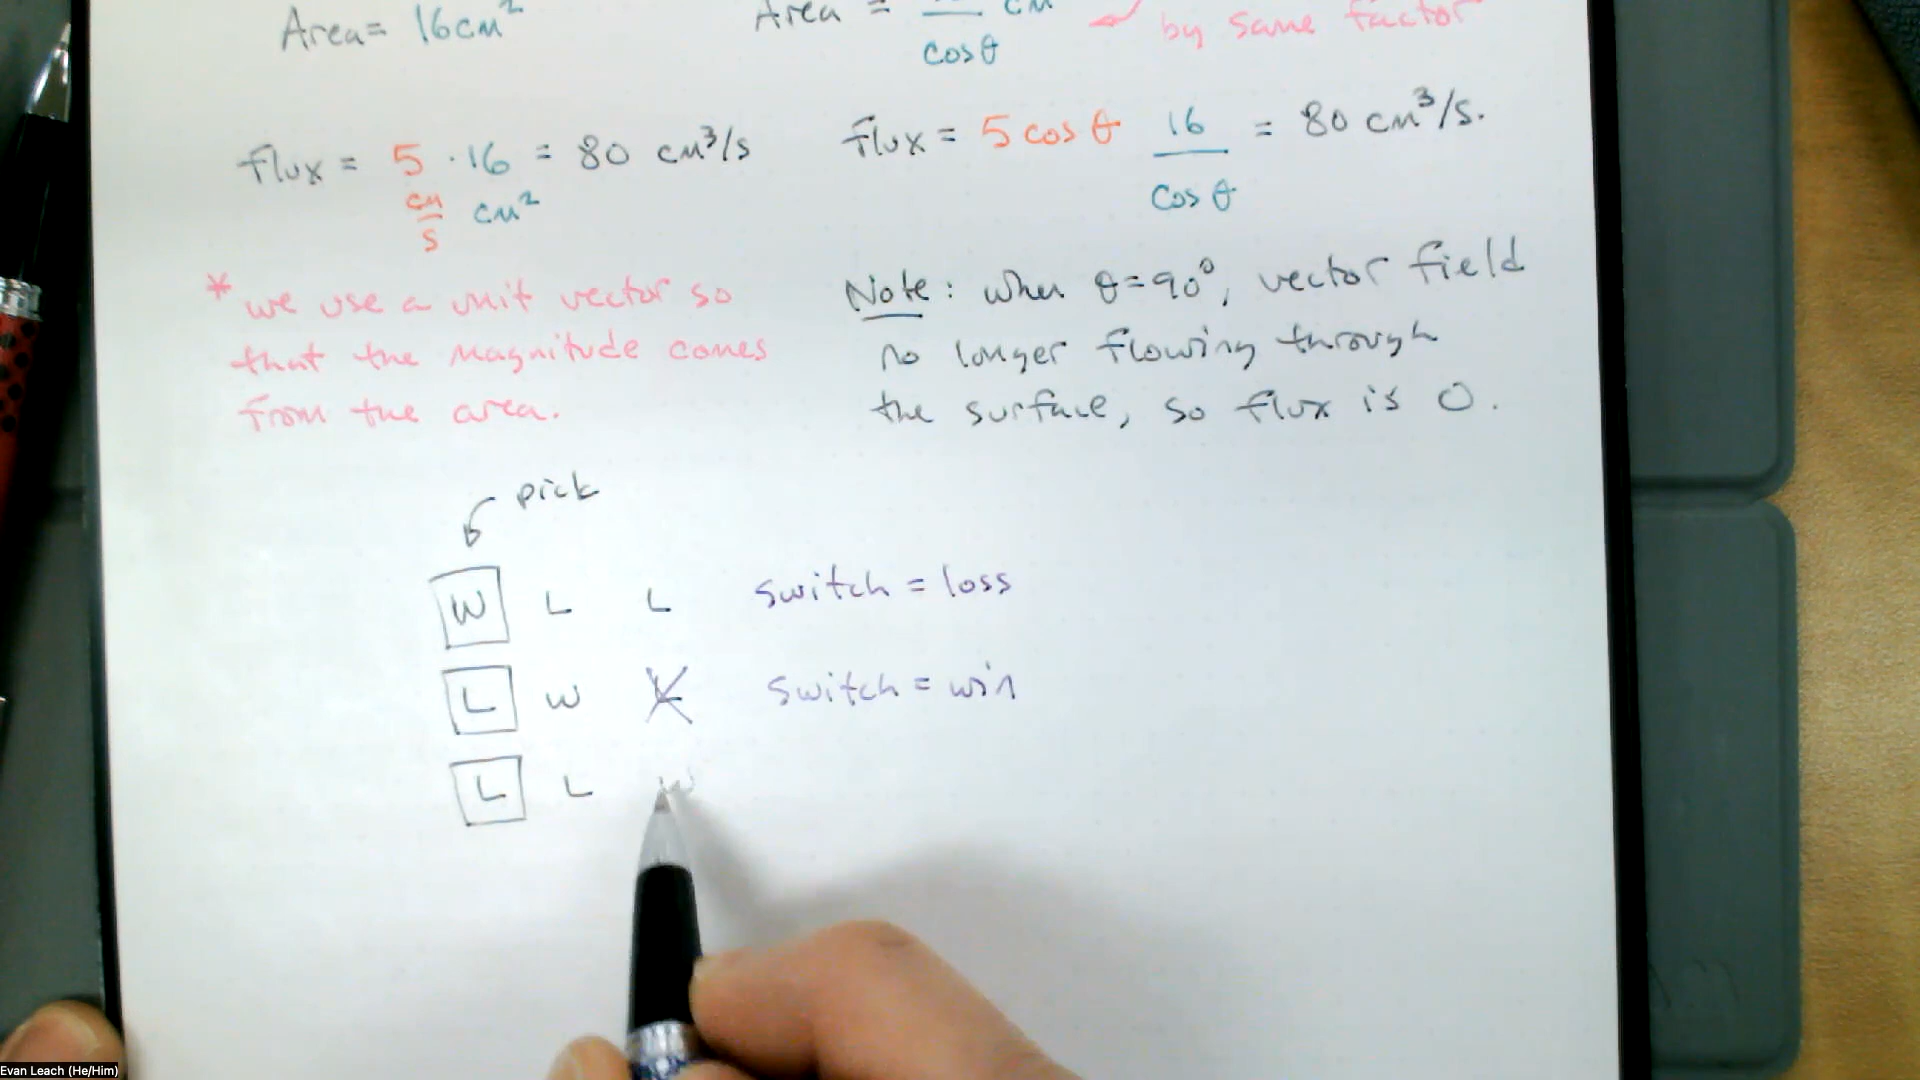 Area = 16cm²
Area = cm
cos θ
by same factor
flux = 5 · 16 = 80 cm³/s
cm/s cm²
flux = 5 cos θ 16/cos θ = 80 cm³/s.
* we use a unit vector so
that the magnitude comes
from the area.
Note: when θ=90°, vector field
no longer flowing through
the surface, so flux is 0.
pick
W L L switch = loss
L W L switch = win
L L W
Evan Leach (He/Him)